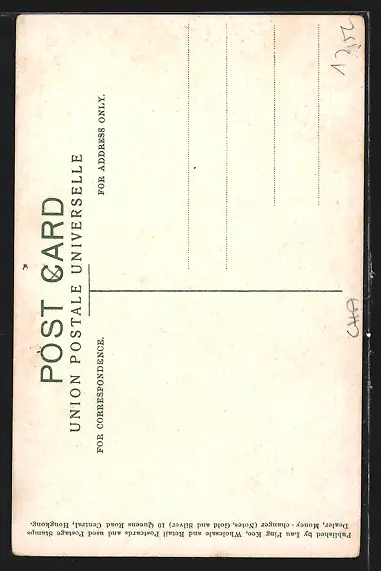 POST CARD
UNION POSTALE UNIVERSELLE
FOR CORRESPONDENCE.
FOR ADDRESS ONLY.
Published by Lau Ping Kee, Wholesale and Retail Postcards and used Postage Stamps
Dealer, Money-changer (Notes, Gold and Silver) 10 Queens Road Central, Hongkong.